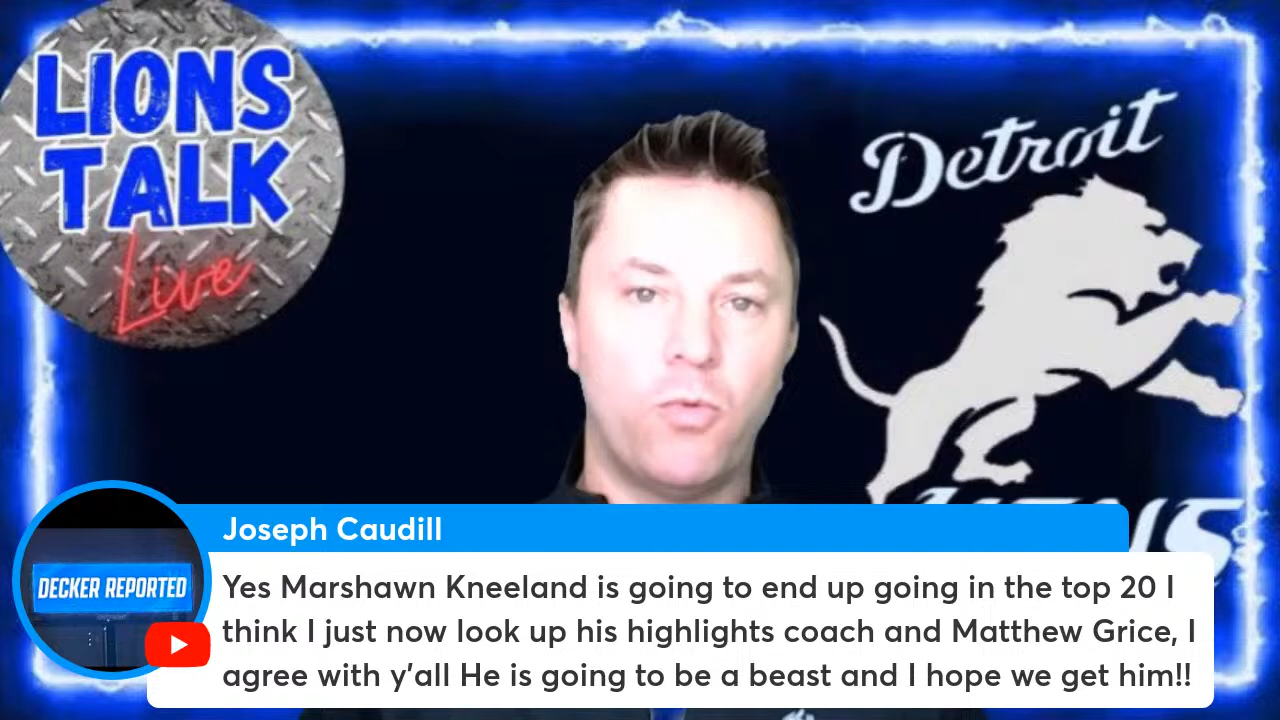 LIONS
TALK
Live
Detroit
Joseph Caudill
DECKER REPORTED
Yes Marshawn Kneeland is going to end up going in the top 20 I
think I just now look up his highlights coach and Matthew Grice, I
agree with y'all He is going to be a beast and I hope we get him!!